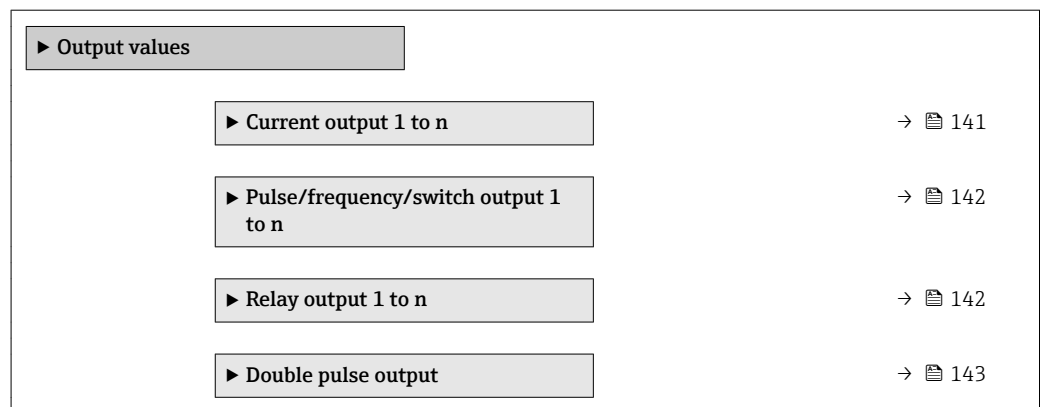 ▶ Output values
▶ Current output 1 to n → 141
▶ Pulse/frequency/switch output 1
to n → 142
▶ Relay output 1 to n → 142
▶ Double pulse output → 143